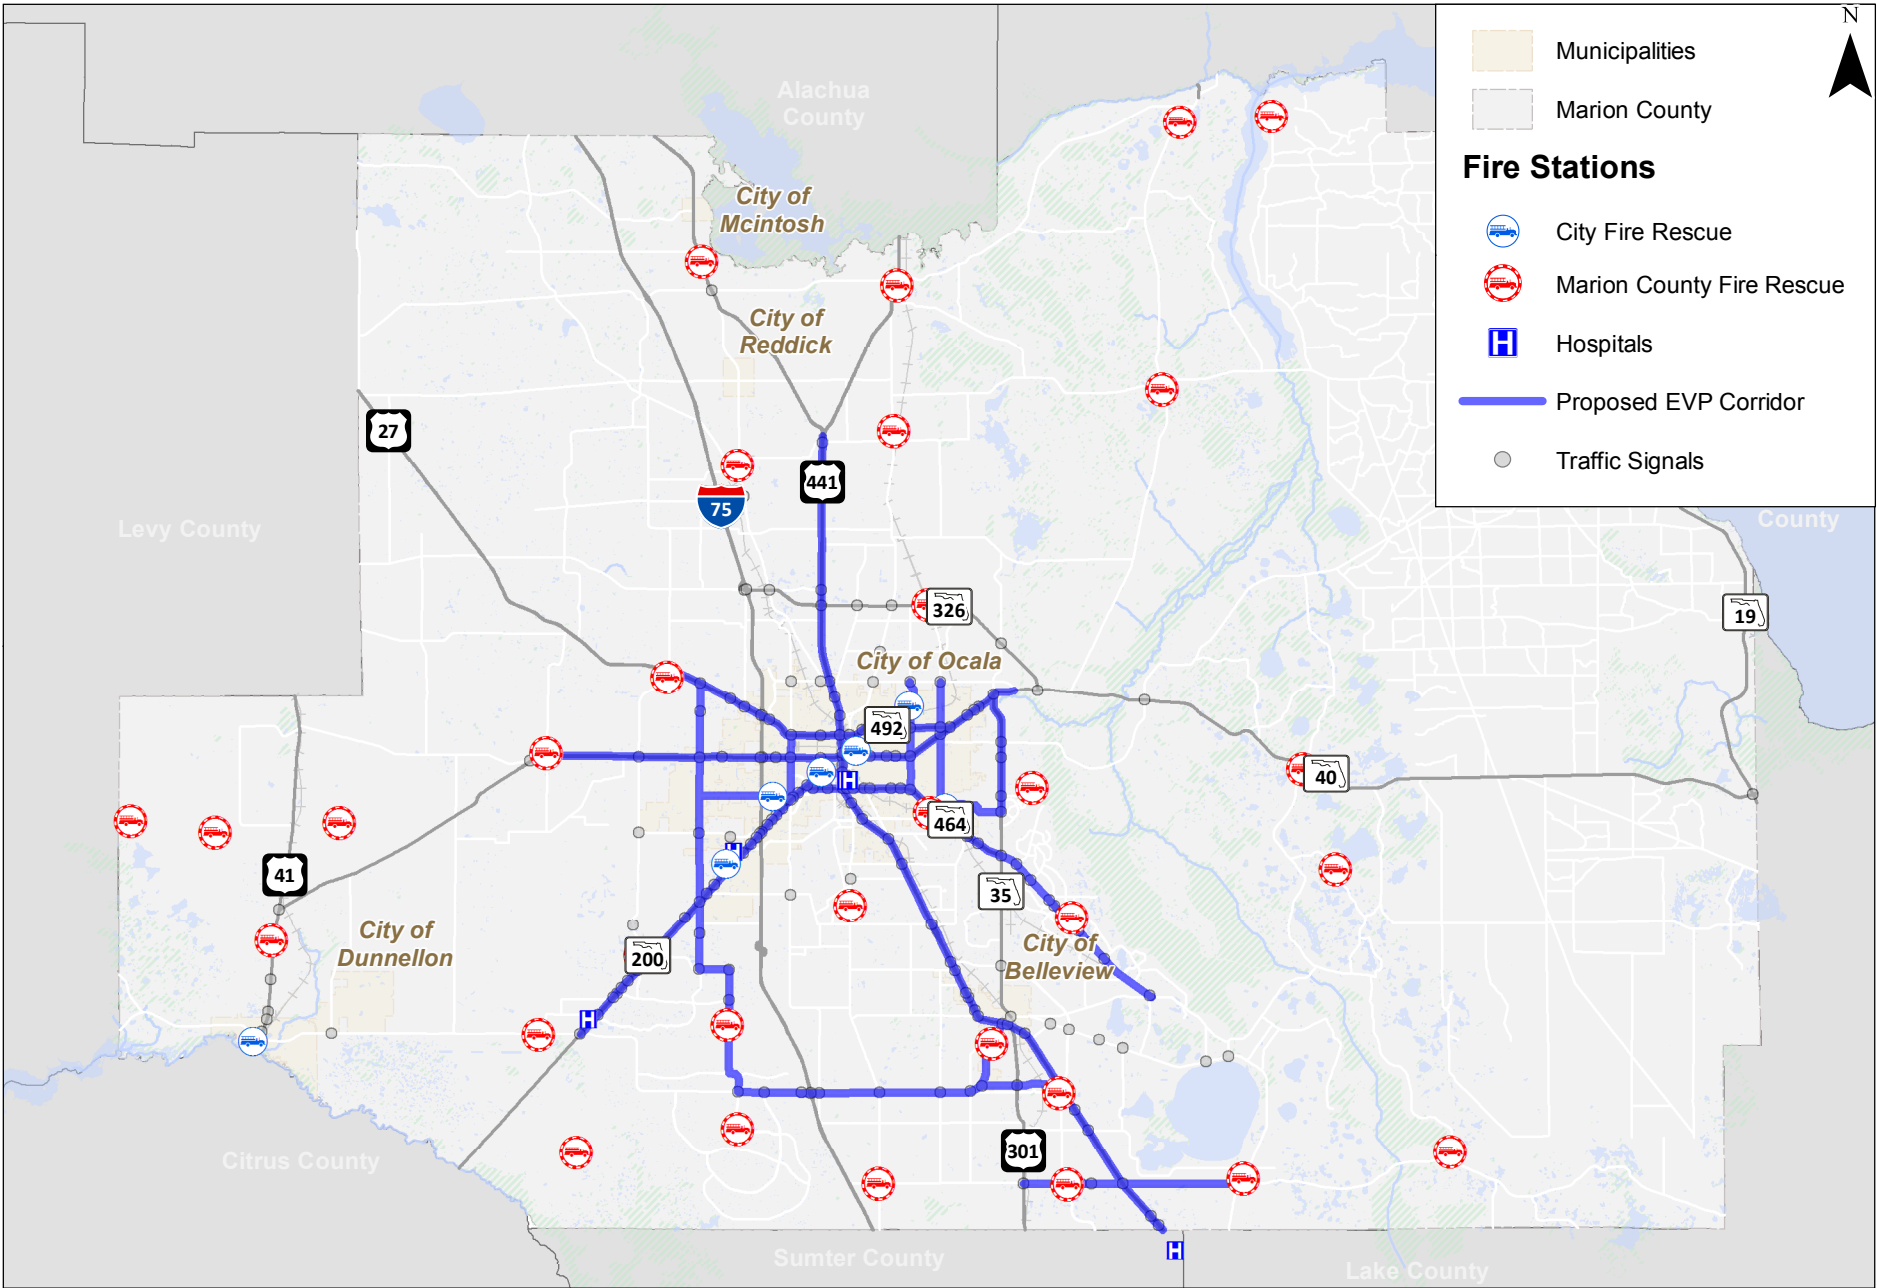 N
Municipalities
Marion County
Fire Stations
City Fire Rescue
Marion County Fire Rescue
H
Hospitals
Proposed EVP Corridor
Traffic Signals
Alachua
County
City of
Mcintosh
City of
Reddick
27
441
75
Levy County
County
326
19
City of Ocala
492
H
40
464
H
41
35
City of
Dunnellon
City of
Belleview
200
H
301
Citrus County
Sumter County
H
Lake County